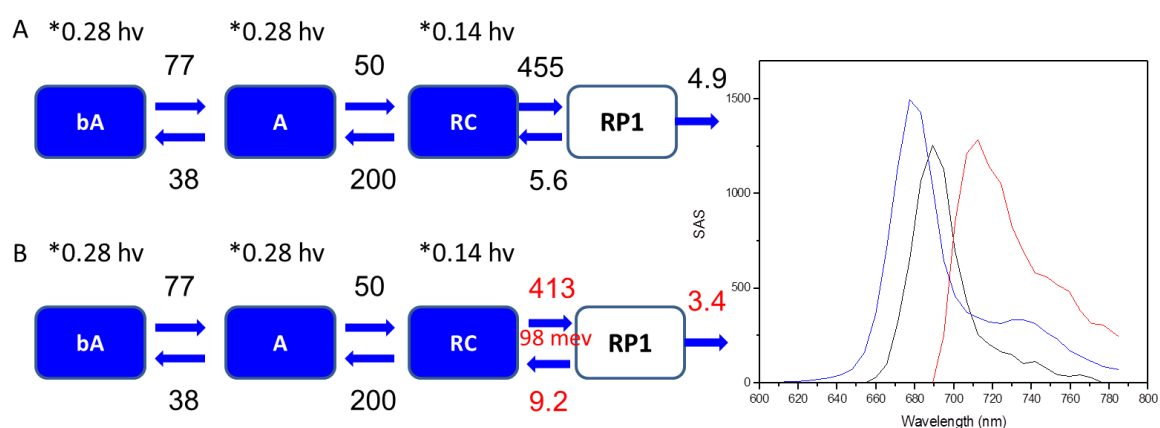 A
*0.28 hv *0.28 hv *0.14 hv
77 50 455 4.9
bA A RC RP1
38 200 5.6
B
*0.28 hv *0.28 hv *0.14 hv
77 50 413 3.4
98 mev
bA A RC RP1
38 200 9.2
1500
1000
500
0
SAS
600 620 640 660 680 700 720 740 760 780 800
Wavelength (nm)